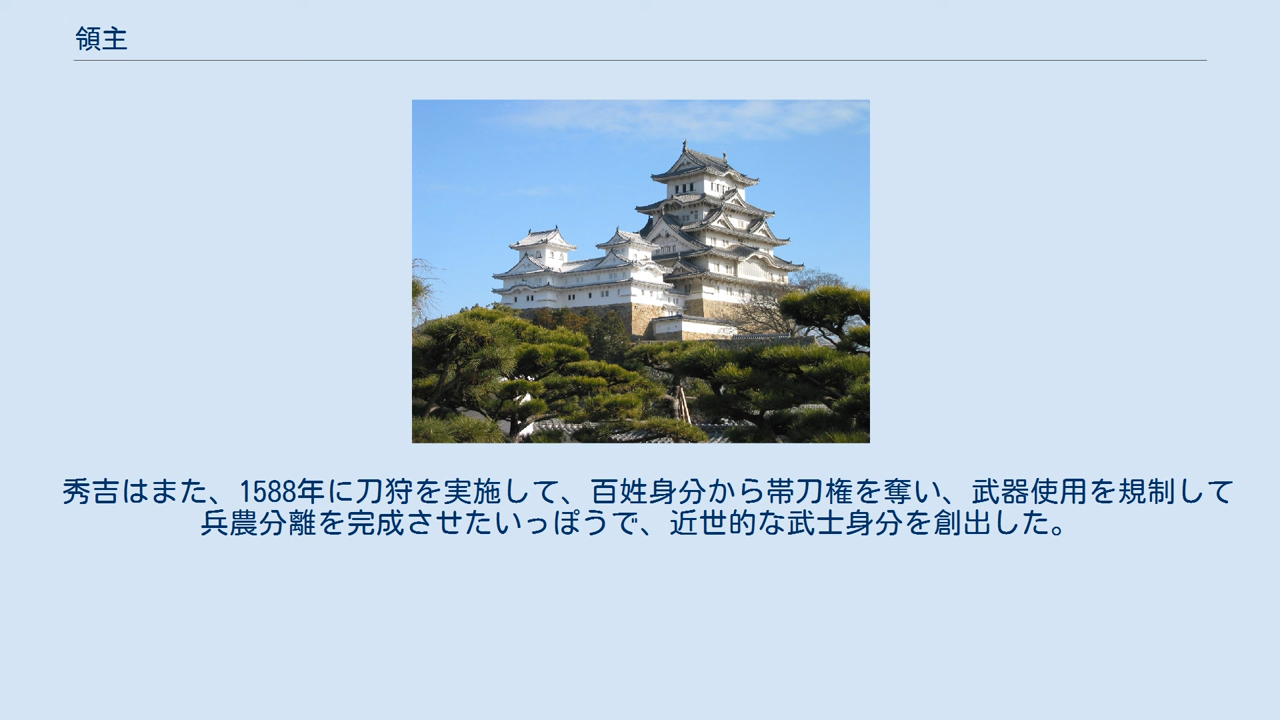 領主
秀吉はまた、1588年に刀狩を実施して、百姓身分から帯刀権を奪い、武器使用を規制して
兵農分離を完成させたいっぽうで、近世的な武士身分を創出した。